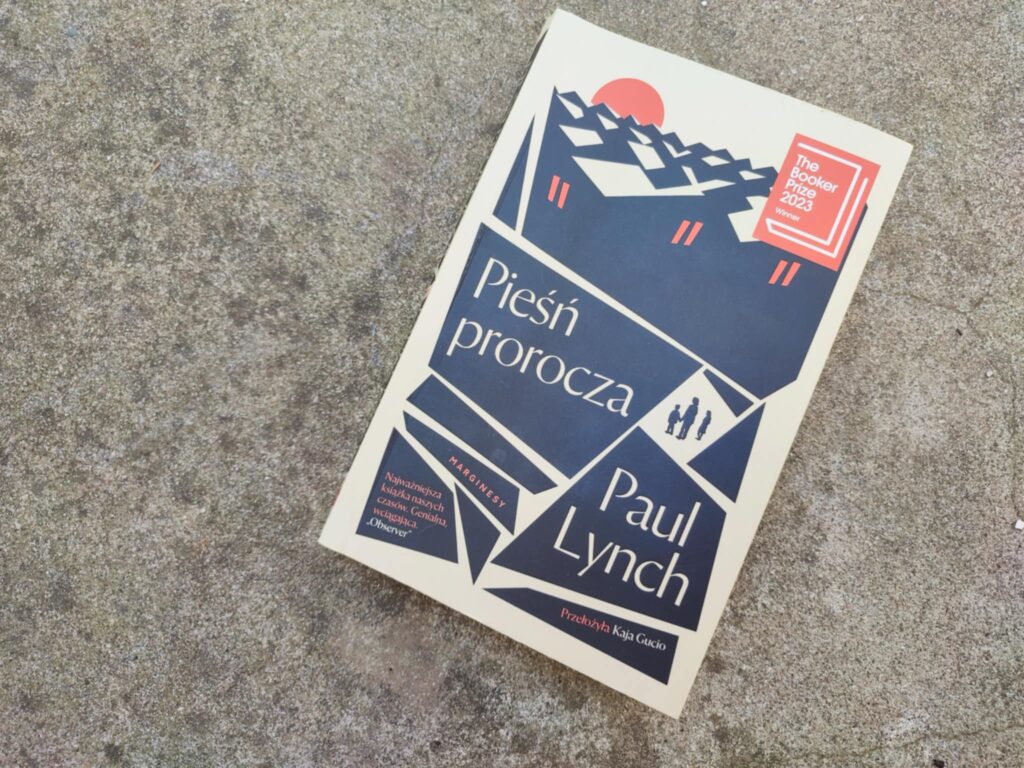 The
Booker
Prize
2023
Winner
Pieśń
prorocza
MARGINESY
Najważniejsza
książka naszych
czasów. Genialna,
wciągająca.
„Observer”
Paul
Lynch
Przełożyła Kaja Gucio